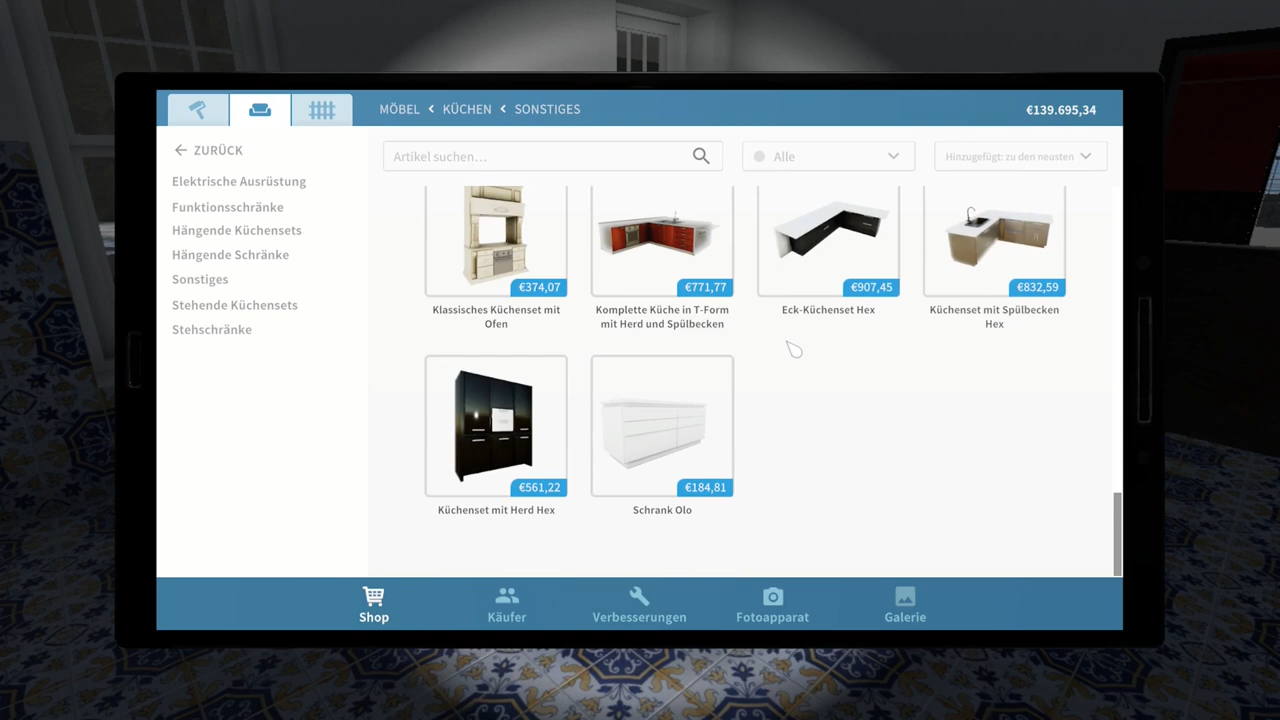 MÖBEL < KÜCHEN < SONSTIGES
€139.695,34
ZURÜCK
Elektrische Ausrüstung
Funktionsschränke
Hängende Küchensets
Hängende Schränke
Sonstiges
Stehende Küchensets
Stehschränke
Artikel suchen...
Alle
Hinzugefügt: zu den neusten
€374,07
€771,77
€907,45
€832,59
Klassisches Küchenset mit
Ofen
Komplette Küche in T-Form
mit Herd und Spülbecken
Eck-Küchenset Hex
Küchenset mit Spülbecken
Hex
€561,22
€184,81
Küchenset mit Herd Hex
Schrank Olo
Shop
Käufer
Verbesserungen
Fotoapparat
Galerie